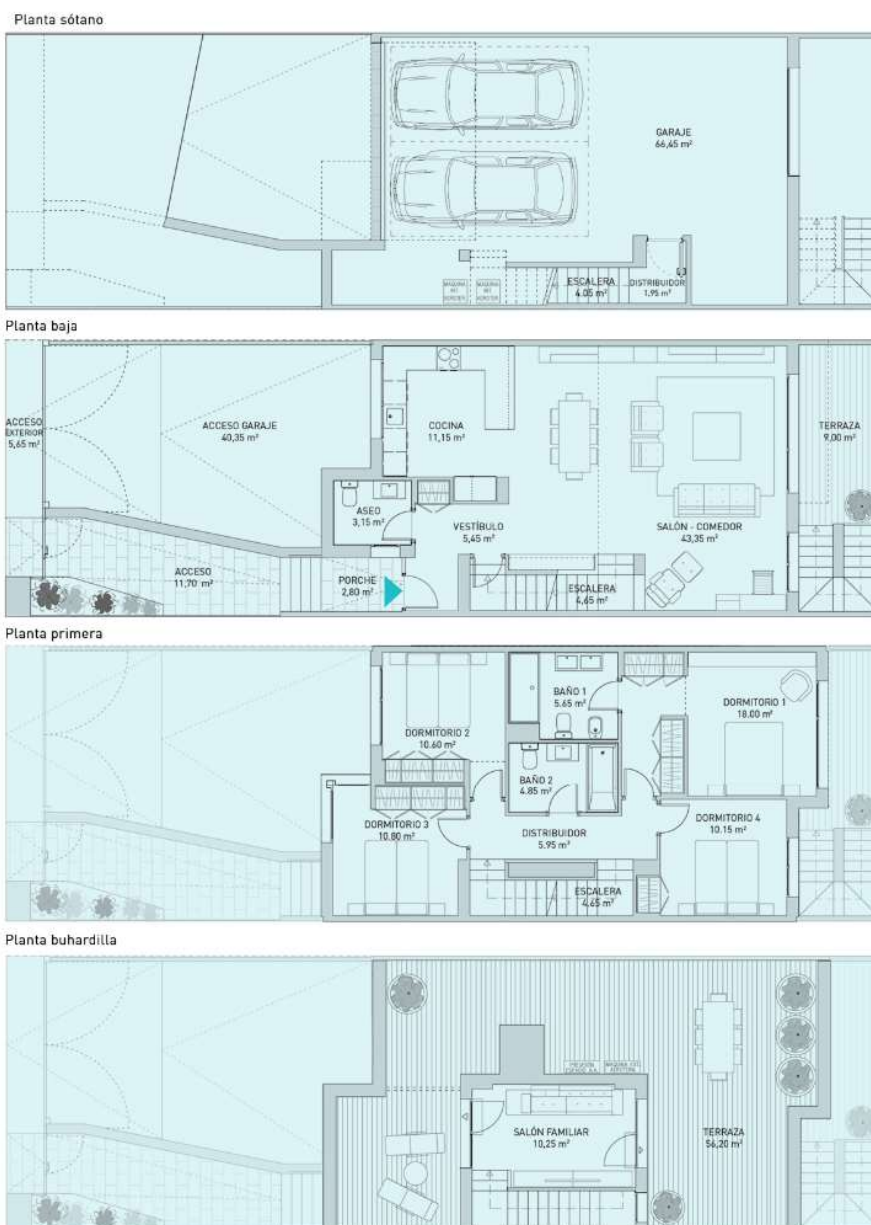 Planta sótano
GARAJE
66,45 m²
ESCALERA
4.05 m²
DISTRIBUIDOR
1,95 m²
Planta baja
ACCESO
EXTERIOR
5,65 m²
ACCESO GARAJE
40,35 m²
COCINA
11,15 m²
TERRAZA
9,00 m²
ASEO
3,15 m²
VESTÍBULO
5,45 m²
SALÓN - COMEDOR
43,35 m²
ACCESO
11,70 m²
PORCHE
2,80 m²
ESCALERA
4,65 m²
Planta primera
BAÑO 1
5.65 m²
DORMITORIO 1
18.00 m²
DORMITORIO 2
10.60 m²
BAÑO 2
4.85 m²
DORMITORIO 3
10.80 m²
DISTRIBUIDOR
5.95 m²
DORMITORIO 4
10.15 m²
ESCALERA
4.65 m²
Planta buhardilla
SALÓN FAMILIAR
10,25 m²
TERRAZA
56,20 m²